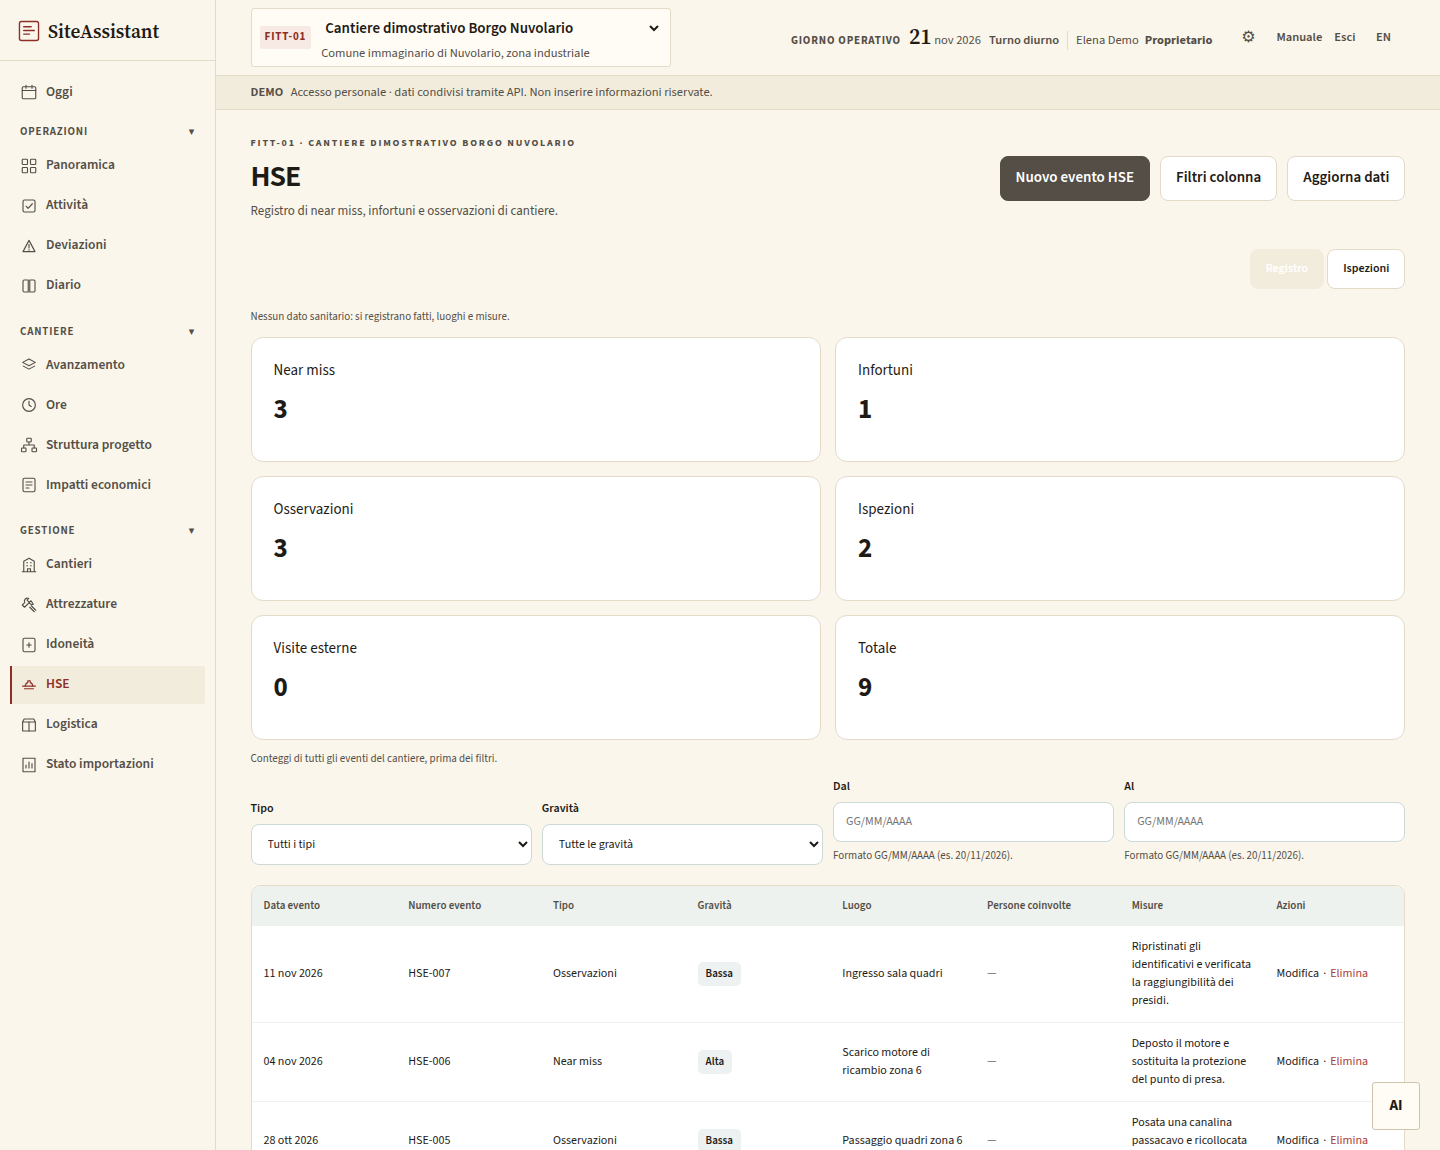 SiteAssistant
FITT-01
Cantiere dimostrativo Borgo Nuvolario
Comune immaginario di Nuvolario, zona industriale
GIORNO OPERATIVO 21 nov 2026 Turno diurno Elena Demo Proprietario
Manuale Esci EN
DEMO Accesso personale · dati condivisi tramite API. Non inserire informazioni riservate.
Oggi
OPERAZIONI
Panoramica
Attività
Deviazioni
Diario
CANTIERE
Avanzamento
Ore
Struttura progetto
Impatti economici
GESTIONE
Cantieri
Attrezzature
Idoneità
HSE
Logistica
Stato importazioni
FITT-01 · CANTIERE DIMOSTRATIVO BORGO NUVOLARIO
HSE
Registro di near miss, infortuni e osservazioni di cantiere.
Nuovo evento HSE
Filtri colonna
Aggiorna dati
Registro
Ispezioni
Nessun dato sanitario: si registrano fatti, luoghi e misure.
Near miss
3
Infortuni
1
Osservazioni
3
Ispezioni
2
Visite esterne
0
Totale
9
Conteggi di tutti gli eventi del cantiere, prima dei filtri.
Tipo
Tutti i tipi
Gravità
Tutte le gravità
Dal
GG/MM/AAAA
Formato GG/MM/AAAA (es. 20/11/2026).
Al
GG/MM/AAAA
Formato GG/MM/AAAA (es. 20/11/2026).
Data evento Numero evento Tipo Gravità Luogo Persone coinvolte Misure Azioni
11 nov 2026 HSE-007 Osservazioni Bassa Ingresso sala quadri —
Ripristinati gli
identificativi e verificata
la raggiungibilità dei
presidi.
Modifica · Elimina
04 nov 2026 HSE-006 Near miss Alta
Scarico motore di
ricambio zona 6
—
Deposto il motore e
sostituita la protezione
del punto di presa.
Modifica · Elimina
28 ott 2026 HSE-005 Osservazioni Bassa Passaggio quadri zona 6 —
Posata una canalina
passacavo e ricollocata
Modifica · Elimina
AI